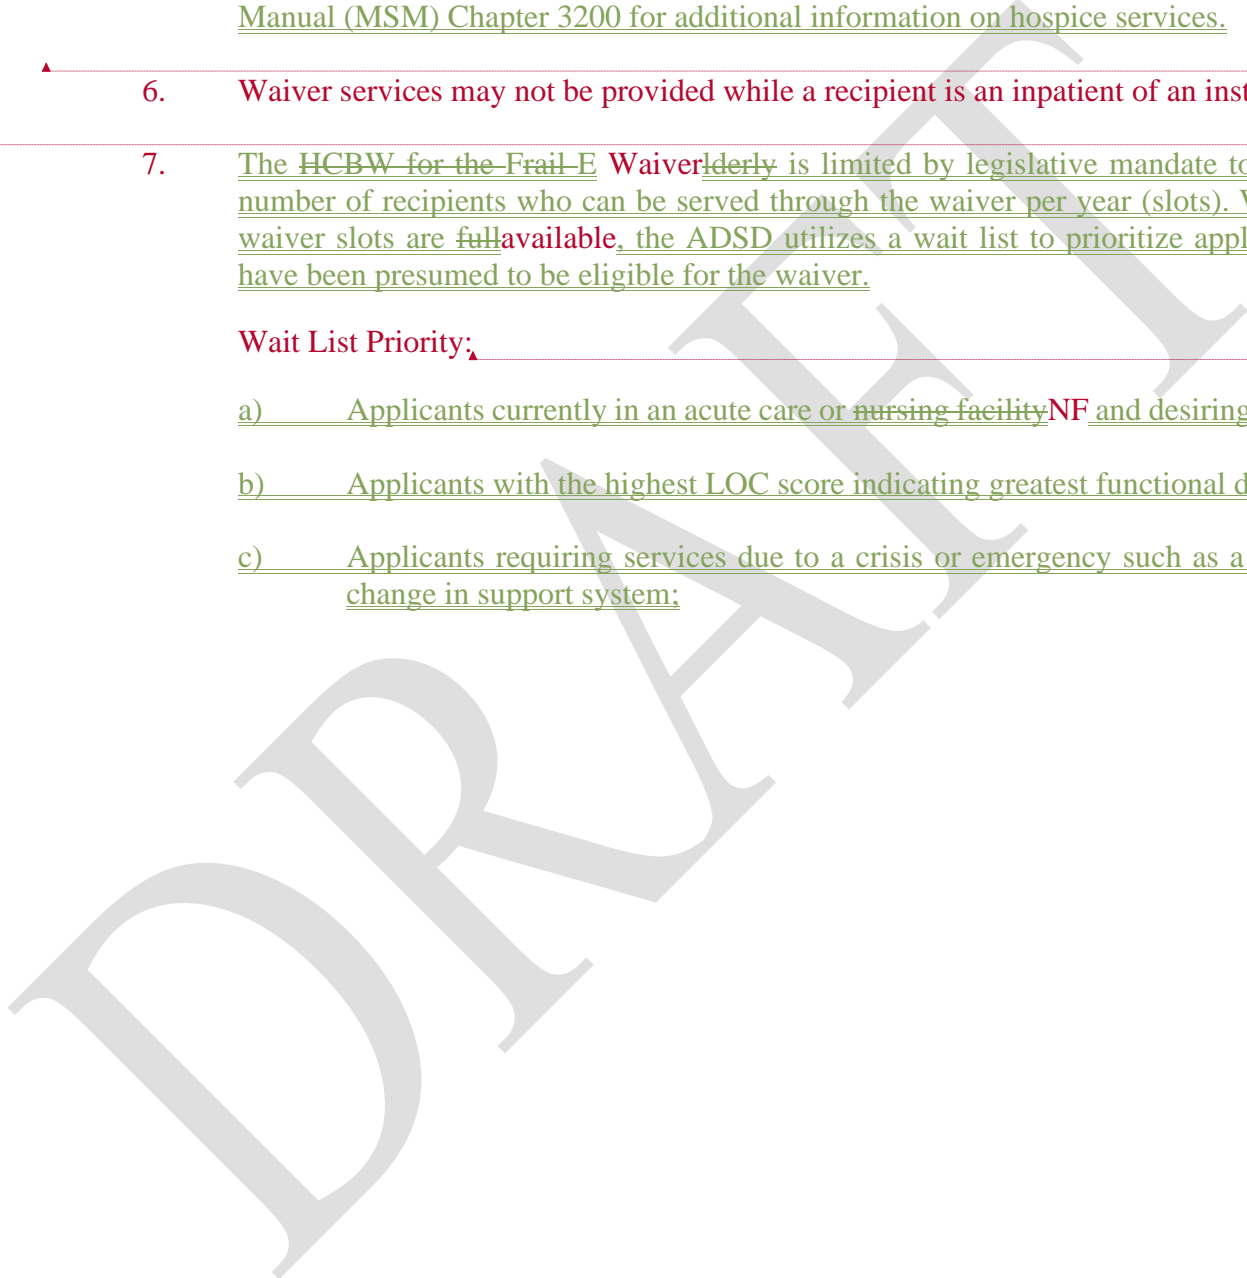 Manual (MSM) Chapter 3200 for additional information on hospice services.
6. Waiver services may not be provided while a recipient is an inpatient of an
7. The HCBW for the Frail E Waiverlderly is limited by legislative mandate to
number of recipients who can be served through the waiver per year (slots).
waiver slots are fullavailable, the ADSD utilizes a wait list to prioritize
have been presumed to be eligible for the waiver.
Wait List Priority:
a) Applicants currently in an acute care or nursing facilityNF and desiring
b) Applicants with the highest LOC score indicating greatest functional
c) Applicants requiring services due to a crisis or emergency such as a
change in support system;
DRAFT